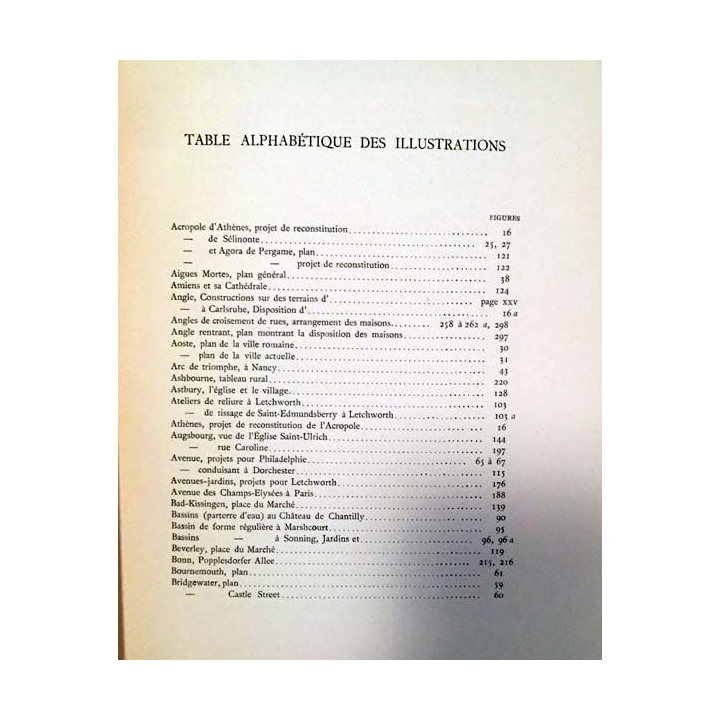 TABLE ALPHABÉTIQUE DES ILLUSTRATIONS
FIGURES
Acropole d'Athènes, projet de reconstitution 16
— de Sélinonte 25, 27
— et Agora de Pergame, plan 121
— — projet de reconstitution 122
Aigues Mortes, plan général 38
Amiens et sa Cathédrale 124
Angle, Constructions sur des terrains d' page xxv
— à Carlsruhe, Disposition d' 16 a
Angles de croisement de rues, arrangement des maisons 258 à 262 a, 298
Angle rentrant, plan montrant la disposition des maisons 297
Aoste, plan de la ville romaine 30
— plan de la ville actuelle 31
Arc de triomphe, à Nancy 43
Ashbourne, tableau rural 220
Astbury, l'église et le village 128
Ateliers de reliure à Letchworth 103
— de tissage de Saint-Edmundsberry à Letchworth 103 a
Athènes, projet de reconstitution de l'Acropole 16
Augsbourg, vue de l'Église Saint-Ulrich 144
— rue Caroline 197
Avenue, projets pour Philadelphie 65 à 67
— conduisant à Dorchester 115
Avenues-jardins, projets pour Letchworth 176
Avenue des Champs-Elysées à Paris 188
Bad-Kissingen, place du Marché 139
Bassins (parterre d'eau) au Château de Chantilly 90
Bassin de forme régulière à Marshcourt 95
Bassins — à Sonning, Jardins et 96, 96 a
Beverley, place du Marché 119
Bonn, Popplesdorfer Allee 215, 216
Bournemouth, plan 61
Bridgewater, plan 59
— Castle Street 60